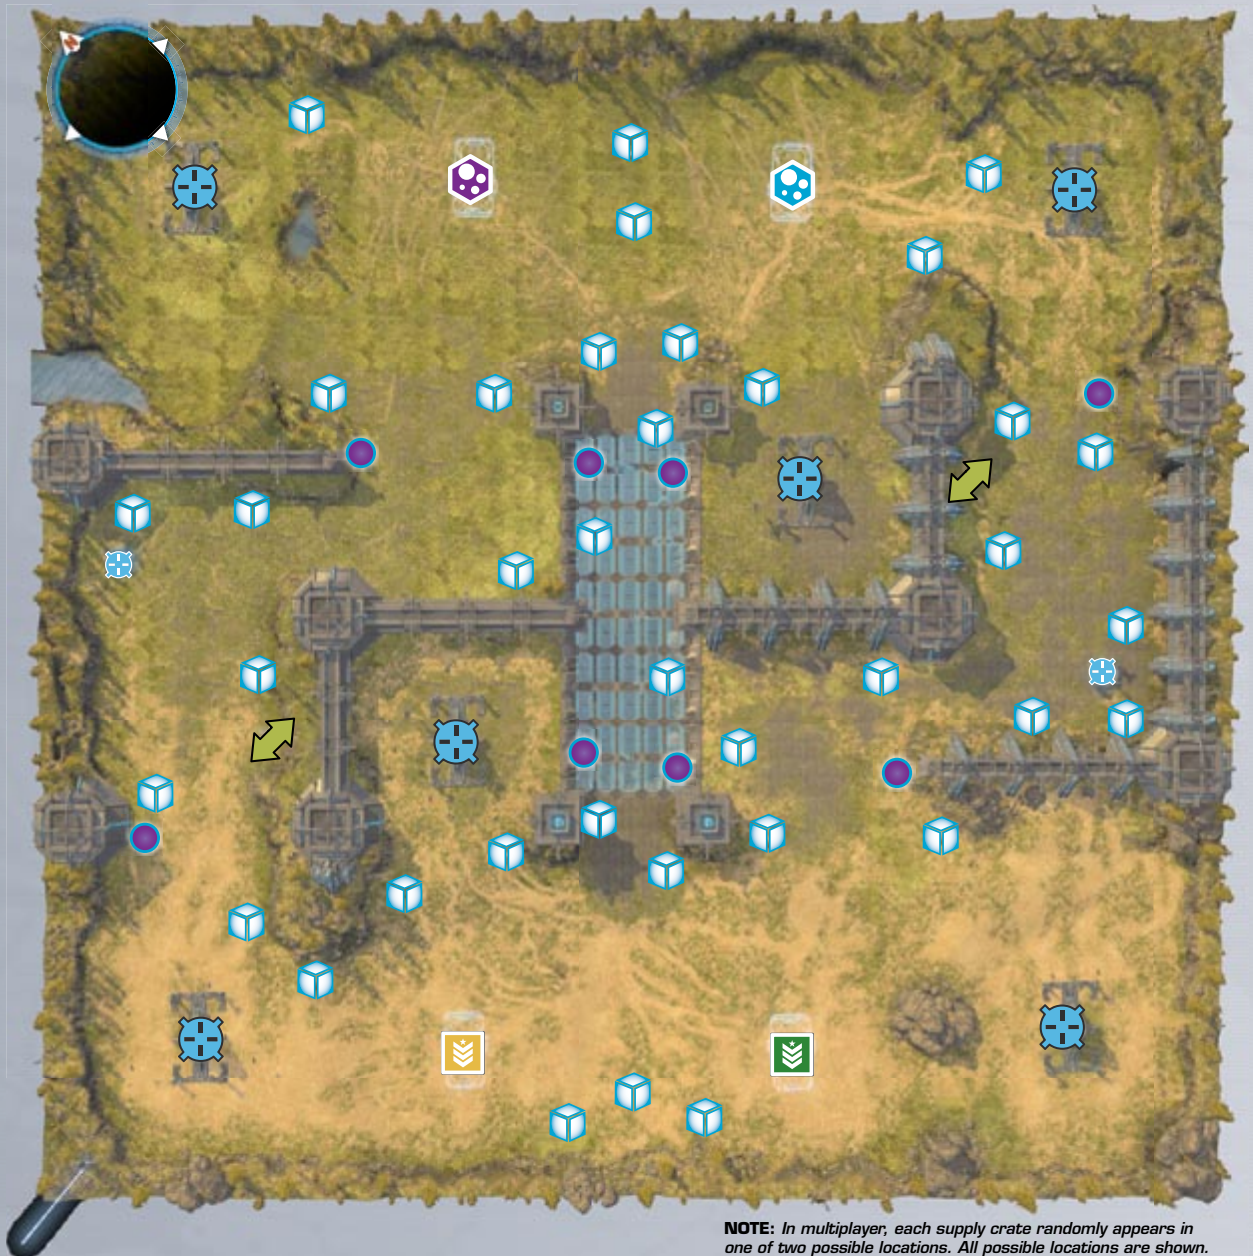 NOTE: In multiplayer, each supply crate randomly appears in
one of two possible locations. All possible locations are shown.